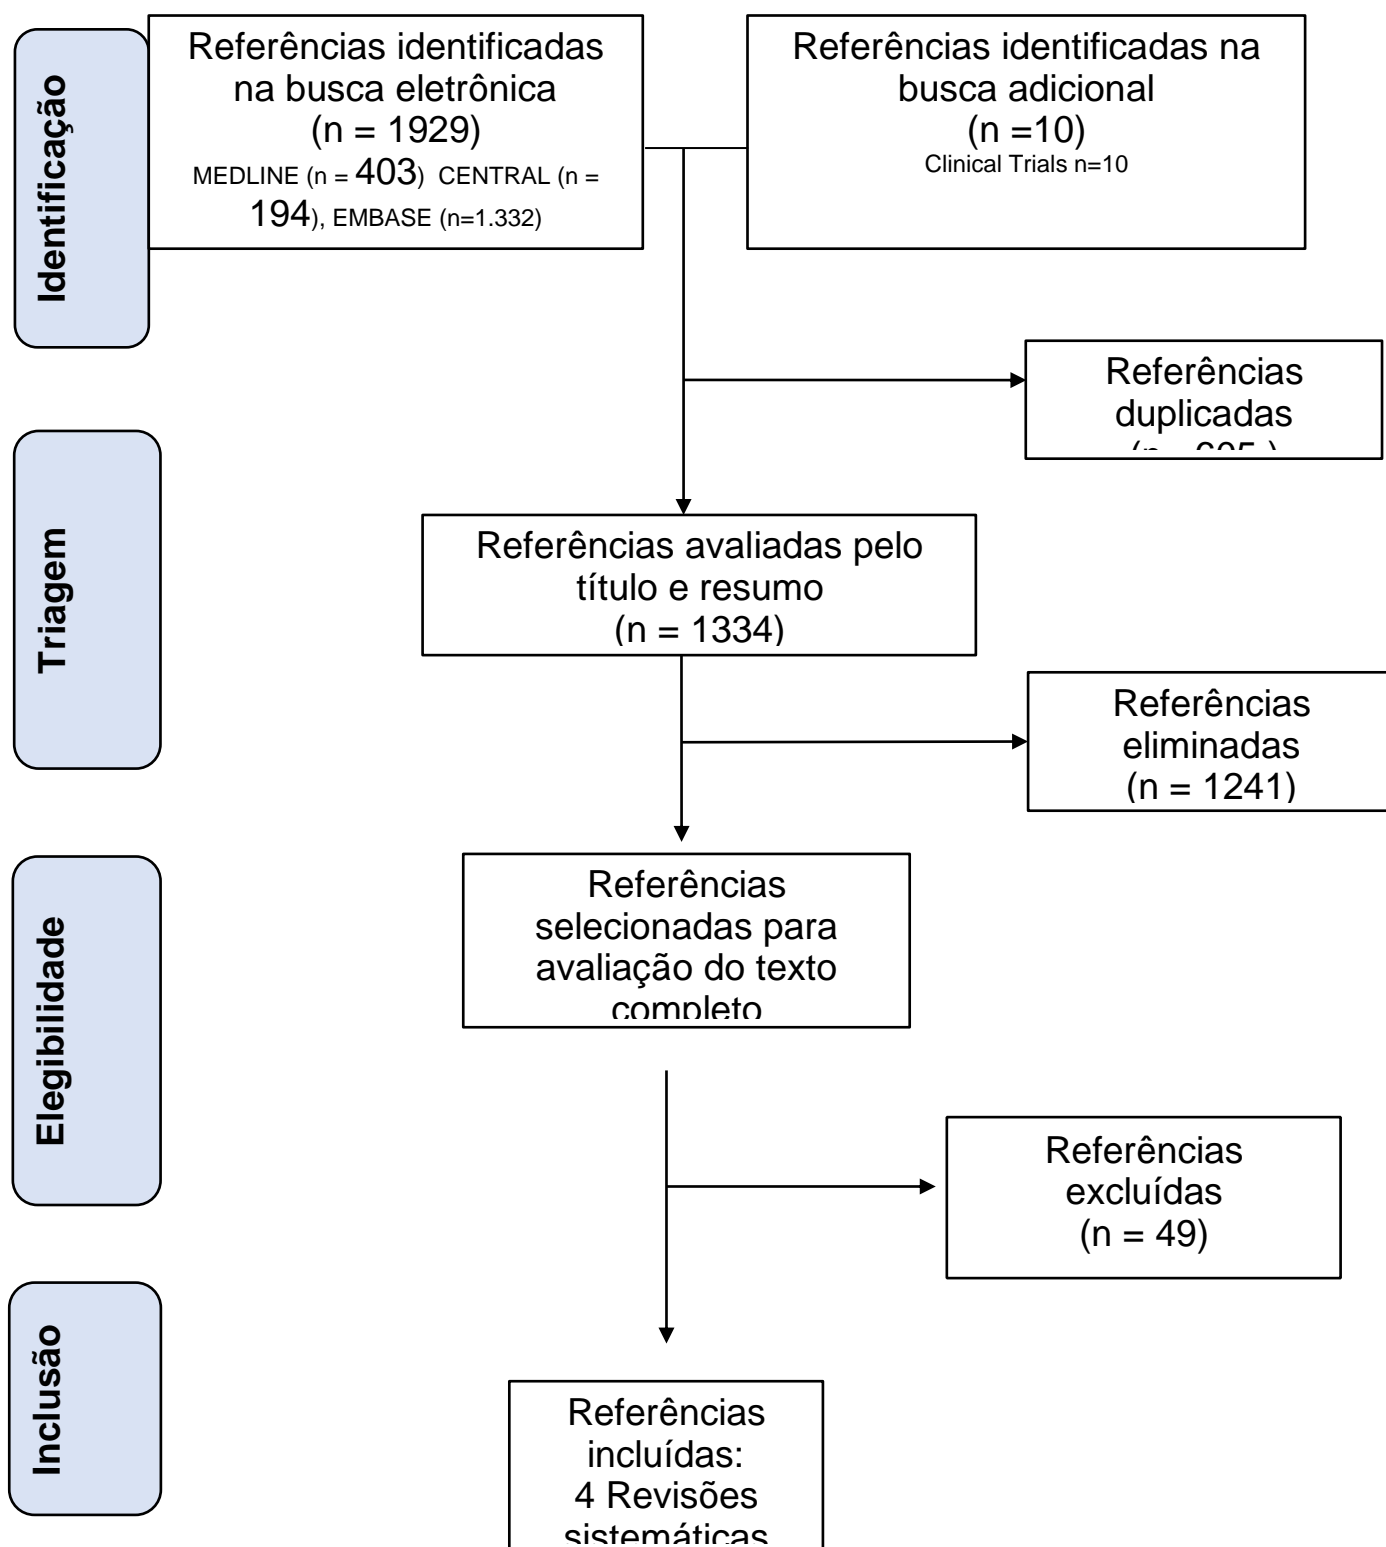 Identificação
Referências identificadas
na busca eletrônica
(n = 1929)
MEDLINE (n = 403) CENTRAL (n =
194), EMBASE (n=1.332)
Referências identificadas na
busca adicional
(n =10)
Clinical Trials n=10
Referências
duplicadas
Triagem
Referências avaliadas pelo
título e resumo
(n = 1334)
Referências
eliminadas
(n = 1241)
Elegibilidade
Referências
selecionadas para
avaliação do texto
completo
Referências
excluídas
(n = 49)
Inclusão
Referências
incluídas:
4 Revisões
sistemáticas